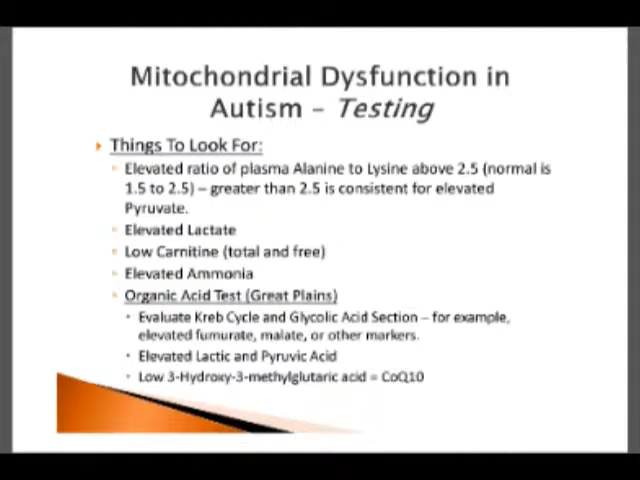 Mitochondrial Dysfunction in
Autism – Testing
Things To Look For:
Elevated ratio of plasma Alanine to Lysine above 2.5 (normal is
1.5 to 2.5) – greater than 2.5 is consistent for elevated
Pyruvate.
Elevated Lactate
Low Carnitine (total and free)
Elevated Ammonia
Organic Acid Test (Great Plains)
Evaluate Kreb Cycle and Glycolic Acid Section – for example,
elevated fumurate, malate, or other markers.
Elevated Lactic and Pyruvic Acid
Low 3-Hydroxy-3-methylglutaric acid = CoQ10